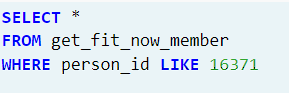 SELECT *
FROM get_fit_now_member
WHERE person_id LIKE 16371